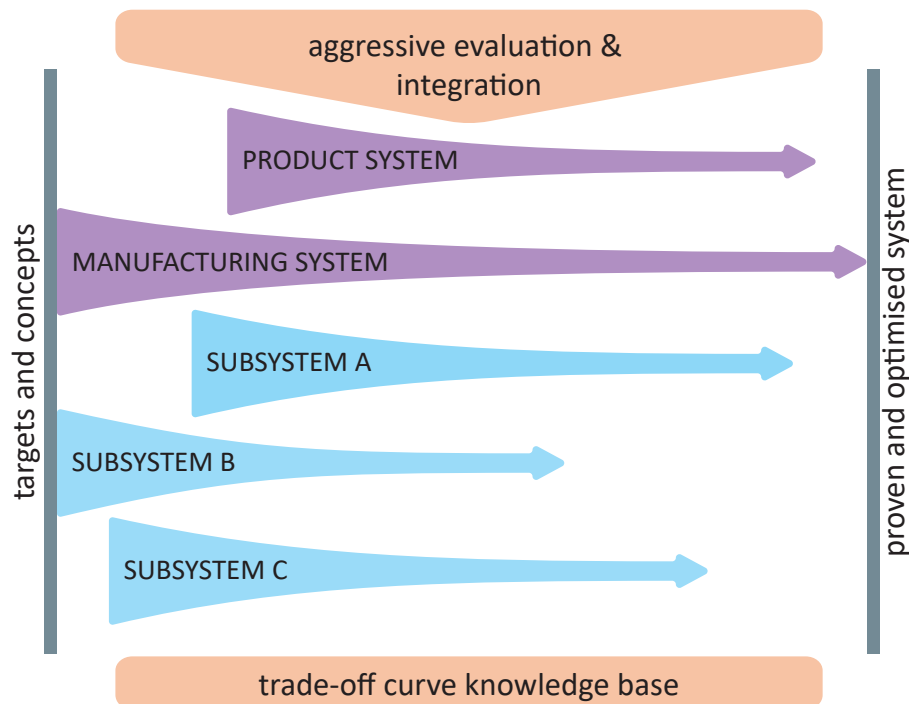 aggressive evaluation &
integration
PRODUCT SYSTEM
MANUFACTURING SYSTEM
SUBSYSTEM A
SUBSYSTEM B
SUBSYSTEM C
targets and concepts
proven and optimised system
trade-off curve knowledge base